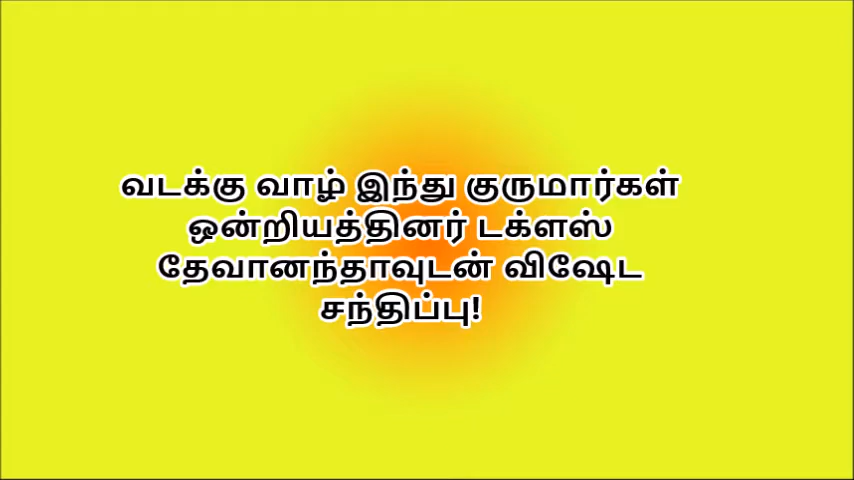 வடக்கு வாழ் இந்து குருமார்கள்
ஒன்றியத்தினர் டக்ளஸ்
தேவானந்தாவுடன் விஷேட
சந்திப்பு!